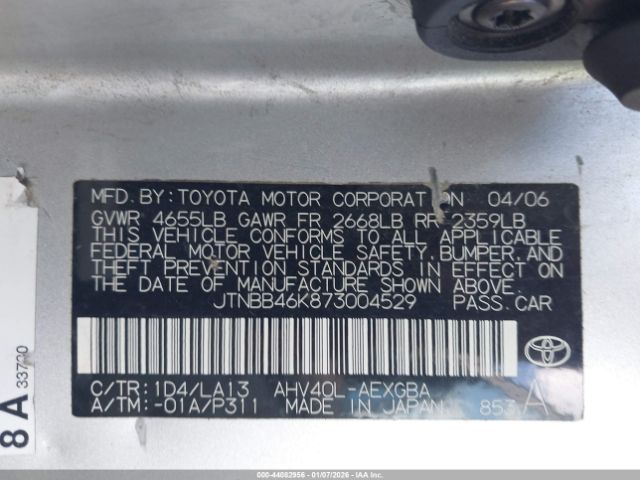 MFD.BY:TOYOTA MOTOR CORPORATION 04/06
GVWR 4655LB GAWR FR 2668LB RR 2359LB
THIS VEHICLE CONFORMS TO ALL APPLICABLE
FEDERAL MOTOR VEHICLE SAFETY,BUMPER,AND
THEFT PREVENTION STANDARDS IN EFFECT ON
THE DATE OF MANUFACTURE SHOWN ABOVE.
JTNBB46K873004529 PASS.CAR
C/TR:1D4/LA13 AHV40L-AEXGBA
A/TM:-01A/P311 MADE IN JAPAN 853 A
TOYOTA
8 A
000-44082956 - 01/07/2026 - IAA Inc.